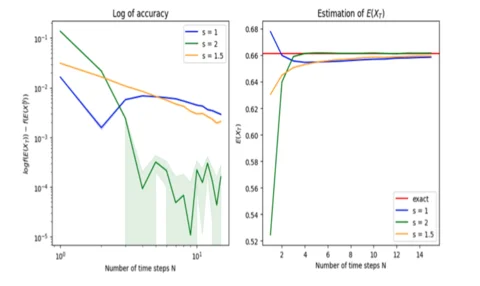 Log of accuracy
s = 1
s = 2
s = 1.5
10⁻¹
10⁻²
10⁻³
10⁻⁴
10⁻⁵
10⁰
10¹
Number of time steps N
Estimation of E(X_T)
0.68
0.66
0.64
0.62
0.60
0.58
0.56
0.54
0.52
E(X_T)
exact
s = 1
s = 2
s = 1.5
2
4
6
8
10
12
14
Number of time steps N